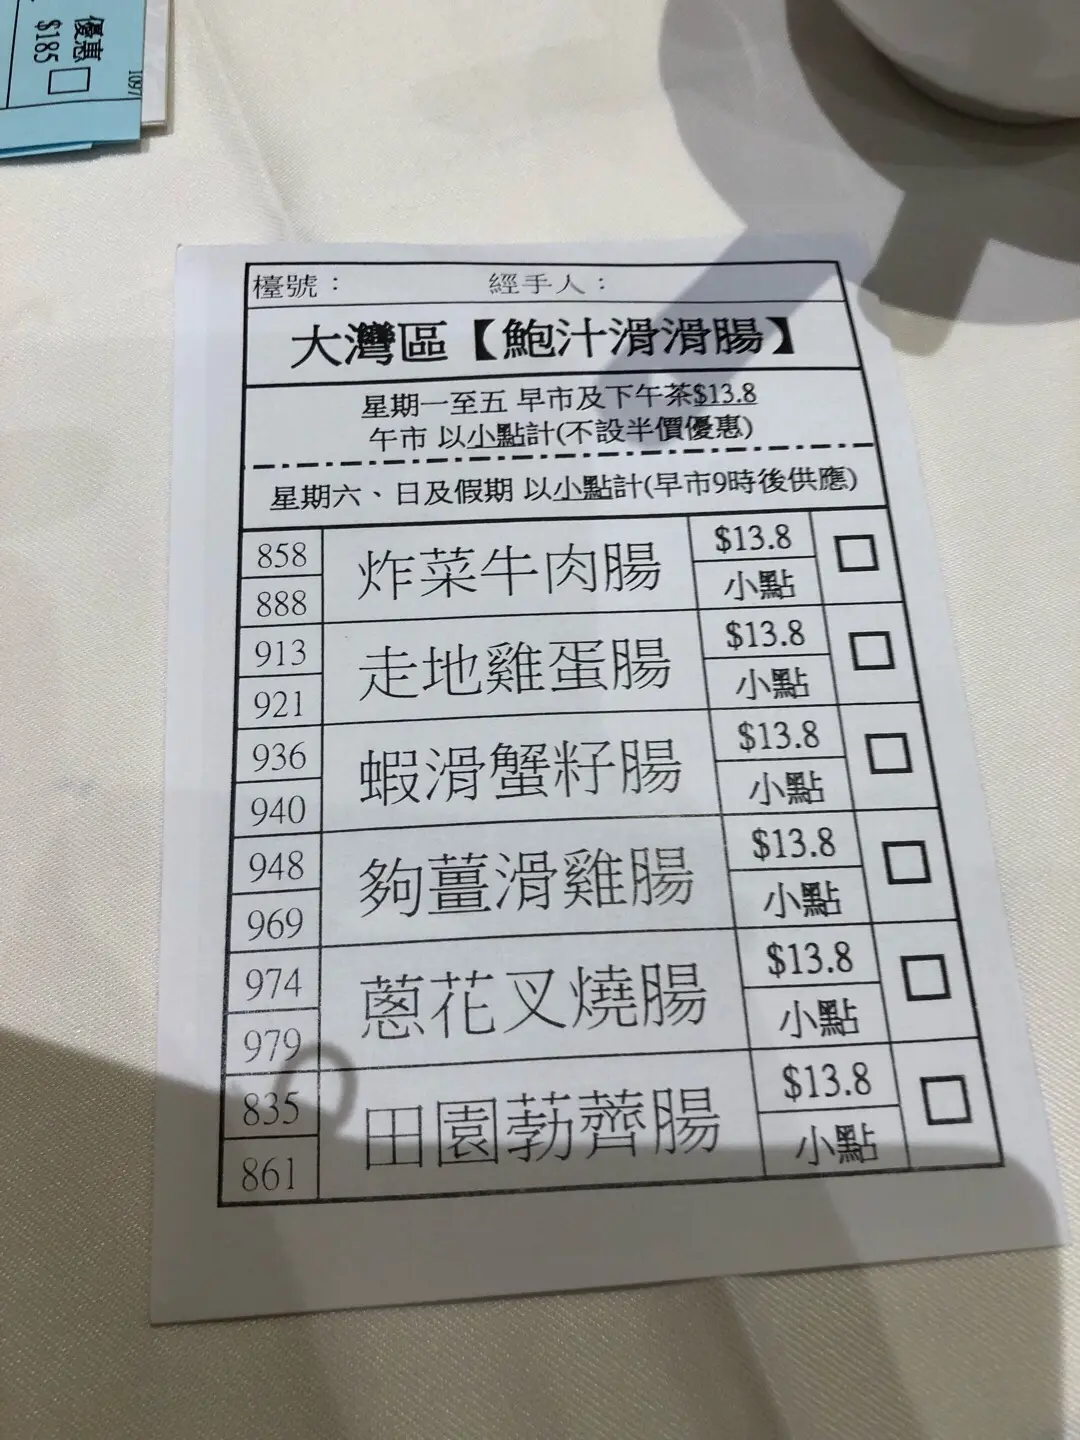 優惠
$185
1097
檯號： 經手人：
大灣區【鮑汁滑滑腸】
星期一至五 早市及下午茶$13.8
午市 以小點計(不設半價優惠)
星期六、日及假期 以小點計(早市9時後供應)
858 炸菜牛肉腸 $13.8
888 小點
913 走地雞蛋腸 $13.8
921 小點
936 蝦滑蟹籽腸 $13.8
940 小點
948 夠薑滑雞腸 $13.8
969 小點
974 蔥花叉燒腸 $13.8
979 小點
835 田園葧薺腸 $13.8
861 小點